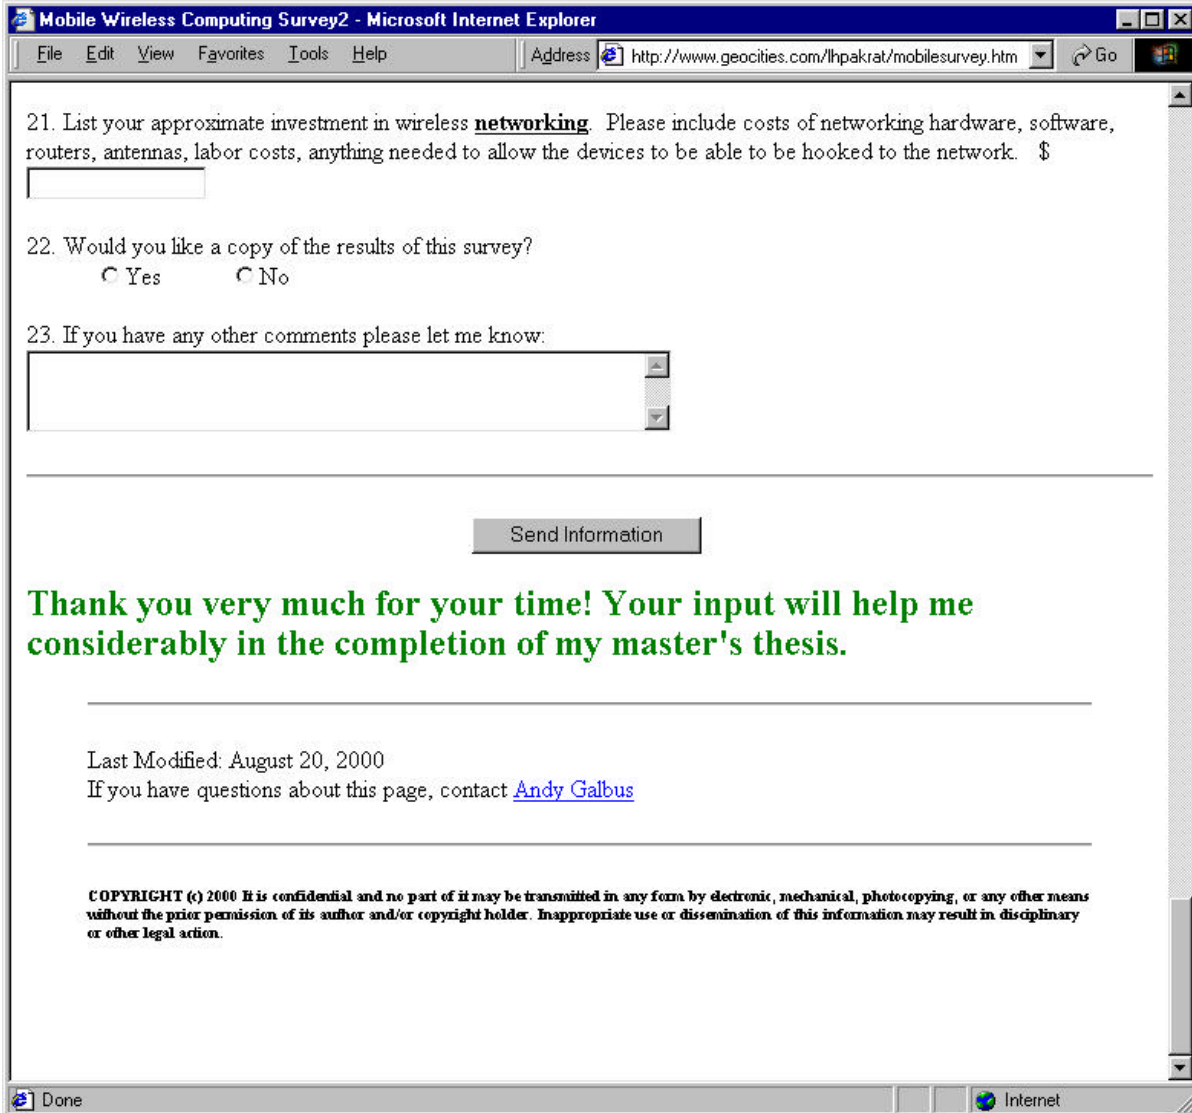 Mobile Wireless Computing Survey2 - Microsoft Internet Explorer
File Edit View Favorites Tools Help Address http://www.geocities.com/lhpakrat/mobilesurvey.htm Go
21. List your approximate investment in wireless networking. Please include costs of networking hardware, software,
routers, antennas, labor costs, anything needed to allow the devices to be able to be hooked to the network. $
22. Would you like a copy of the results of this survey?
Yes No
23. If you have any other comments please let me know:
Send Information
Thank you very much for your time! Your input will help me
considerably in the completion of my master's thesis.
Last Modified: August 20, 2000
If you have questions about this page, contact Andy Galbus
COPYRIGHT (c) 2000 It is confidential and no part of it may be transmitted in any form by electronic, mechanical, photocopying, or any other means
without the prior permission of its author and/or copyright holder. Inappropriate use or dissemination of this information may result in disciplinary
or other legal action.
Done Internet